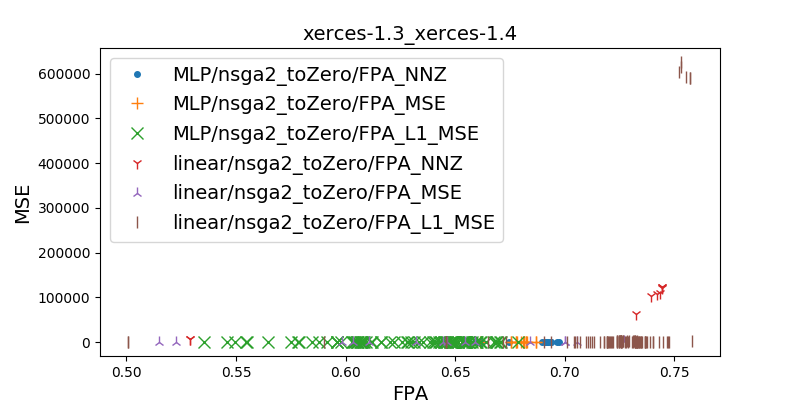 xerces-1.3_xerces-1.4
MLP/nsga2_toZero/FPA_NNZ
MLP/nsga2_toZero/FPA_MSE
MLP/nsga2_toZero/FPA_L1_MSE
linear/nsga2_toZero/FPA_NNZ
linear/nsga2_toZero/FPA_MSE
linear/nsga2_toZero/FPA_L1_MSE
MSE
600000
500000
400000
300000
200000
100000
0
0.50 0.55 0.60 0.65 0.70 0.75
FPA